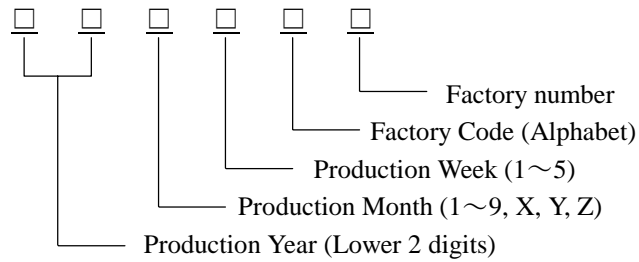 □ □ □ □ □ □
Factory number
Factory Code (Alphabet)
Production Week (1～5)
Production Month (1～9, X, Y, Z)
Production Year (Lower 2 digits)